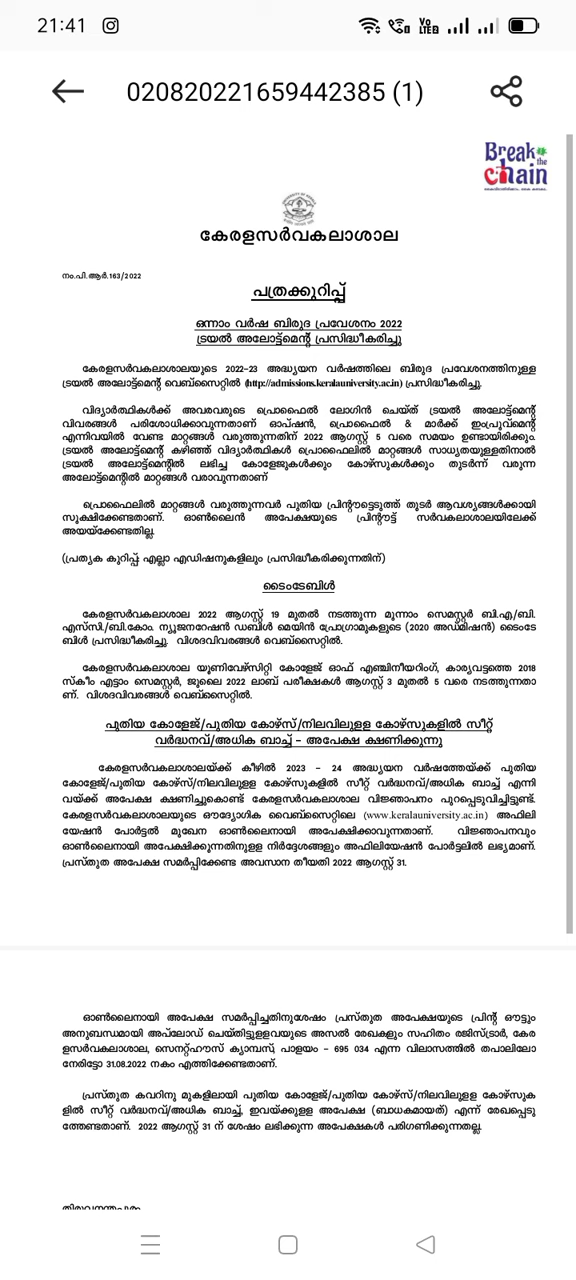 21:41
Vo
LTE2
020820221659442385 (1)
Break
the
chain
കേരളസർവകലാശാല
നം.പി.ആർ.163/2022
പത്രക്കുറിപ്പ്
ഒന്നാം വർഷ ബിരുദ പ്രവേശനം 2022
ട്രയൽ അലോട്ട്മെന്റ് പ്രസിദ്ധീകരിച്ചു
കേരളസർവകലാശാലയുടെ 2022-23 അദ്ധ്യയന വർഷത്തിലെ ബിരുദ പ്രവേശനത്തിനുളള
ട്രയൽ അലോട്ട്മെന്റ് വെബ്സൈറ്റിൽ (http://admissions.keralauniversity.ac.in) പ്രസിദ്ധീകരിച്ചു.
വിദ്യാർത്ഥികൾക്ക് അവരവരുടെ പ്രൊഫൈൽ ലോഗിൻ ചെയ്ത് ട്രയൽ അലോട്ട്മെന്റ്
വിവരങ്ങൾ പരിശോധിക്കാവുന്നതാണ് ഓപ്ഷൻ, പ്രൊഫൈൽ & മാർക്ക് ഇംപ്രൂവ്മെന്റ്
എന്നിവയിൽ വേണ്ട മാറ്റങ്ങൾ വരുത്തുന്നതിന് 2022 ആഗസ്റ്റ് 5 വരെ സമയം ഉണ്ടായിരിക്കും.
ട്രയൽ അലോട്ട്മെന്റ് കഴിഞ്ഞ് വിദ്യാർത്ഥികൾ പ്രൊഫൈലിൽ മാറ്റങ്ങൾ സാധ്യതയുളളതിനാൽ
ട്രയൽ അലോട്ട്മെന്റിൽ ലഭിച്ച കോളേജുകൾക്കും കോഴ്സുകൾക്കും തുടർന്ന് വരുന്ന
അലോട്ട്മെന്റിൽ മാറ്റങ്ങൾ വരാവുന്നതാണ്
പ്രൊഫൈലിൽ മാറ്റങ്ങൾ വരുത്തുന്നവർ പുതിയ പ്രിന്റൗട്ടെടുത്ത് തുടർ ആവശ്യങ്ങൾക്കായി
സൂക്ഷിക്കേണ്ടതാണ്. ഓൺലൈൻ അപേക്ഷയുടെ പ്രിന്റൗട്ട് സർവകലാശാലയിലേക്ക്
അയയ്ക്കേണ്ടതില്ല.
(പ്രത്യക കുറിപ്പ്: എല്ലാ എഡിഷനുകളിലും പ്രസിദ്ധീകരിക്കുന്നതിന്)
ടൈംടേബിൾ
കേരളസർവകലാശാല 2022 ആഗസ്റ്റ് 19 മുതൽ നടത്തുന്ന മൂന്നാം സെമസ്റ്റർ ബി.എ/ബി.
എസ്.സി./ബി.കോം. ന്യൂജനറേഷൻ ഡബിൾ മെയിൻ പ്രോഗ്രാമുകളുടെ (2020 അഡ്മിഷൻ) ടൈംടേ
ബിൾ പ്രസിദ്ധീകരിച്ചു. വിശദവിവരങ്ങൾ വെബ്സൈറ്റിൽ.
കേരളസർവകലാശാല യൂണിവേഴ്സിറ്റി കോളേജ് ഓഫ് എഞ്ചിനീയറിംഗ്, കാര്യവട്ടത്തെ 2018
സ്കീം എട്ടാം സെമസ്റ്റർ, ജൂലൈ 2022 ലാബ് പരീക്ഷകൾ ആഗസ്റ്റ് 3 മുതൽ 5 വരെ നടത്തുന്നതാ
ണ്. വിശദവിവരങ്ങൾ വെബ്സൈറ്റിൽ.
പുതിയ കോളേജ്/പുതിയ കോഴ്സ്/നിലവിലുളള കോഴ്സുകളിൽ സീറ്റ്
വർദ്ധനവ്/അധിക ബാച്ച് – അപേക്ഷ ക്ഷണിക്കുന്നു
കേരളസർവകലാശാലയ്ക്ക് കീഴിൽ 2023 – 24 അദ്ധ്യയന വർഷത്തേയ്ക്ക് പുതിയ
കോളേജ്/പുതിയ കോഴ്സ്/നിലവിലുളള കോഴ്സുകളിൽ സീറ്റ് വർദ്ധനവ്/അധിക ബാച്ച് എന്നി
വയ്ക്ക് അപേക്ഷ ക്ഷണിച്ചുകൊണ്ട് കേരളസർവകലാശാല വിജ്ഞാപനം പുറപ്പെടുവിച്ചിട്ടുണ്ട്.
കേരളസർവകലാശാലയുടെ ഔദ്യോഗിക വൈബ്സൈറ്റിലെ (www.keralauniversity.ac.in) അഫിലി
യേഷൻ പോർട്ടൽ മുഖേന ഓൺലൈനായി അപേക്ഷിക്കാവുന്നതാണ്. വിജ്ഞാപനവും
ഓൺലൈനായി അപേക്ഷിക്കുന്നതിനുളള നിർദ്ദേശങ്ങളും അഫിലിയേഷൻ പോർട്ടലിൽ ലഭ്യമാണ്.
പ്രസ്തുത അപേക്ഷ സമർപ്പിക്കേണ്ട അവസാന തീയതി 2022 ആഗസ്റ്റ് 31.
ഓൺലൈനായി അപേക്ഷ സമർപ്പിച്ചതിനുശേഷം പ്രസ്തുത അപേക്ഷയുടെ പ്രിന്റ് ഔട്ടും
അനുബന്ധമായി അപ്‌ലോഡ് ചെയ്തിട്ടുളളവയുടെ അസൽ രേഖകളും സഹിതം രജിസ്ട്രാർ, കേര
ളസർവകലാശാല, സെനറ്റ്ഹൗസ് ക്യാമ്പസ്, പാളയം – 695 034 എന്ന വിലാസത്തിൽ തപാലിലോ
നേരിട്ടോ 31.08.2022 നകം എത്തിക്കേണ്ടതാണ്.
പ്രസ്തുത കവറിനു മുകളിലായി പുതിയ കോളേജ്/പുതിയ കോഴ്സ്/നിലവിലുളള കോഴ്സുക
ളിൽ സീറ്റ് വർദ്ധനവ്/അധിക ബാച്ച്, ഇവയ്ക്കുളള അപേക്ഷ (ബാധകമായത്) എന്ന് രേഖപ്പെടു
ത്തേണ്ടതാണ്. 2022 ആഗസ്റ്റ് 31 ന് ശേഷം ലഭിക്കുന്ന അപേക്ഷകൾ പരിഗണിക്കുന്നതല്ല.